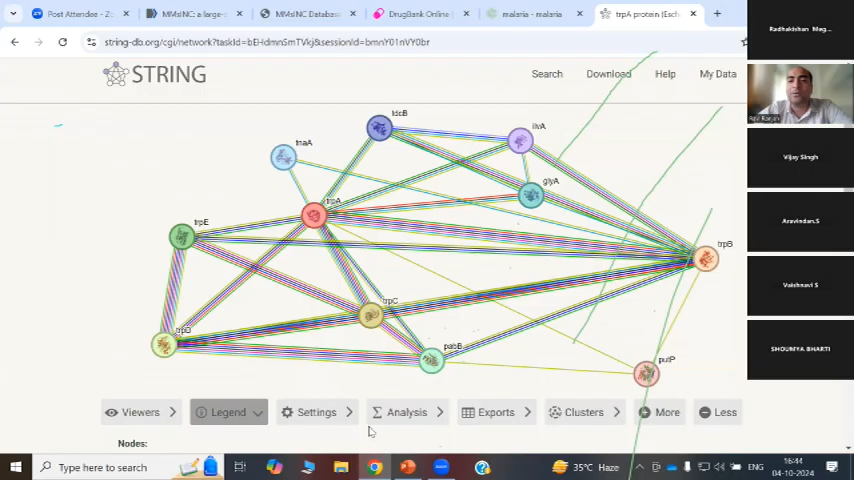 Post Attendee - Z
MMsINC: a large-s
MMsINC Databas
DrugBank Online |
malaria - malaria
trpA protein (Esch
string-db.org/cgi/network?taskId=bEHdmnSmTVkj&sessionId=bmnY01nVY0br
STRING
Search
Download
Help
My Data
Radhakishan Meg...
Vijay Singh
Aravindan.S
Vaishnavi S
SHOUMYA BHARTI
tdcB
ilvA
tnaA
glyA
trpA
trpE
trpB
trpC
trpD
pabB
putP
Viewers
Legend
Settings
Analysis
Exports
Clusters
More
Less
Nodes:
Type here to search
35°C Haze
ENG
16:44
04-10-2024